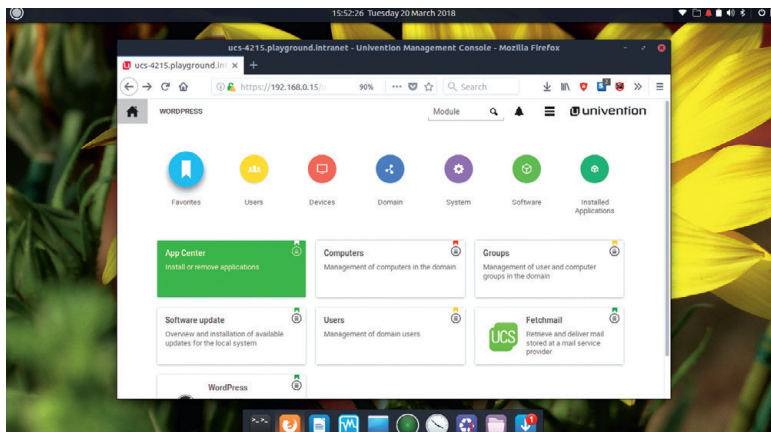 15:52:26 Tuesday 20 March 2018
ucs-4215.playground.intranet - Univention Management Console - Mozilla Firefox
ucs-4215.playground.int
https://192.168.0.15/
90%
Search
WORDPRESS
Module
univention
Favorites
Users
Devices
Domain
System
Software
Installed
Applications
App Center
Install or remove applications
Computers
Management of computers in the domain
Groups
Management of user and computer
groups in the domain
Software update
Overview and installation of available
updates for the local system
Users
Management of domain users
UCS
Fetchmail
Retrieve and deliver mail
stored at a mail service
provider
WordPress
1